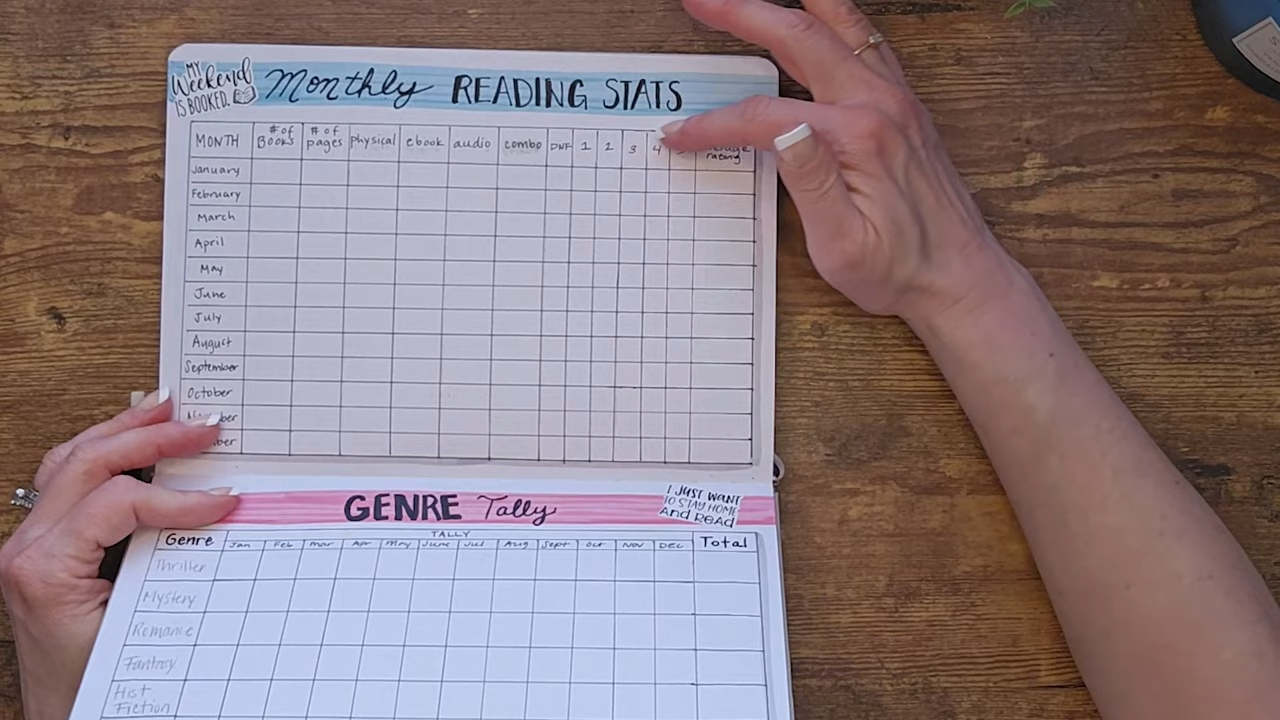 MY
Weekend
IS BOOKED.
Monthly READING STATS
MONTH # of Books # of pages physical ebook audio combo DNF 1 2 3 4 rating
January
February
March
April
May
June
July
August
September
October
GENRE Tally
I JUST WANT
TO STAY HOME
AND READ
TALLY
Genre Jan Feb Mar Apr May June Jul Aug Sept Oct Nov DEC Total
Thriller
Mystery
Romance
Fantasy
Hist.
Fiction